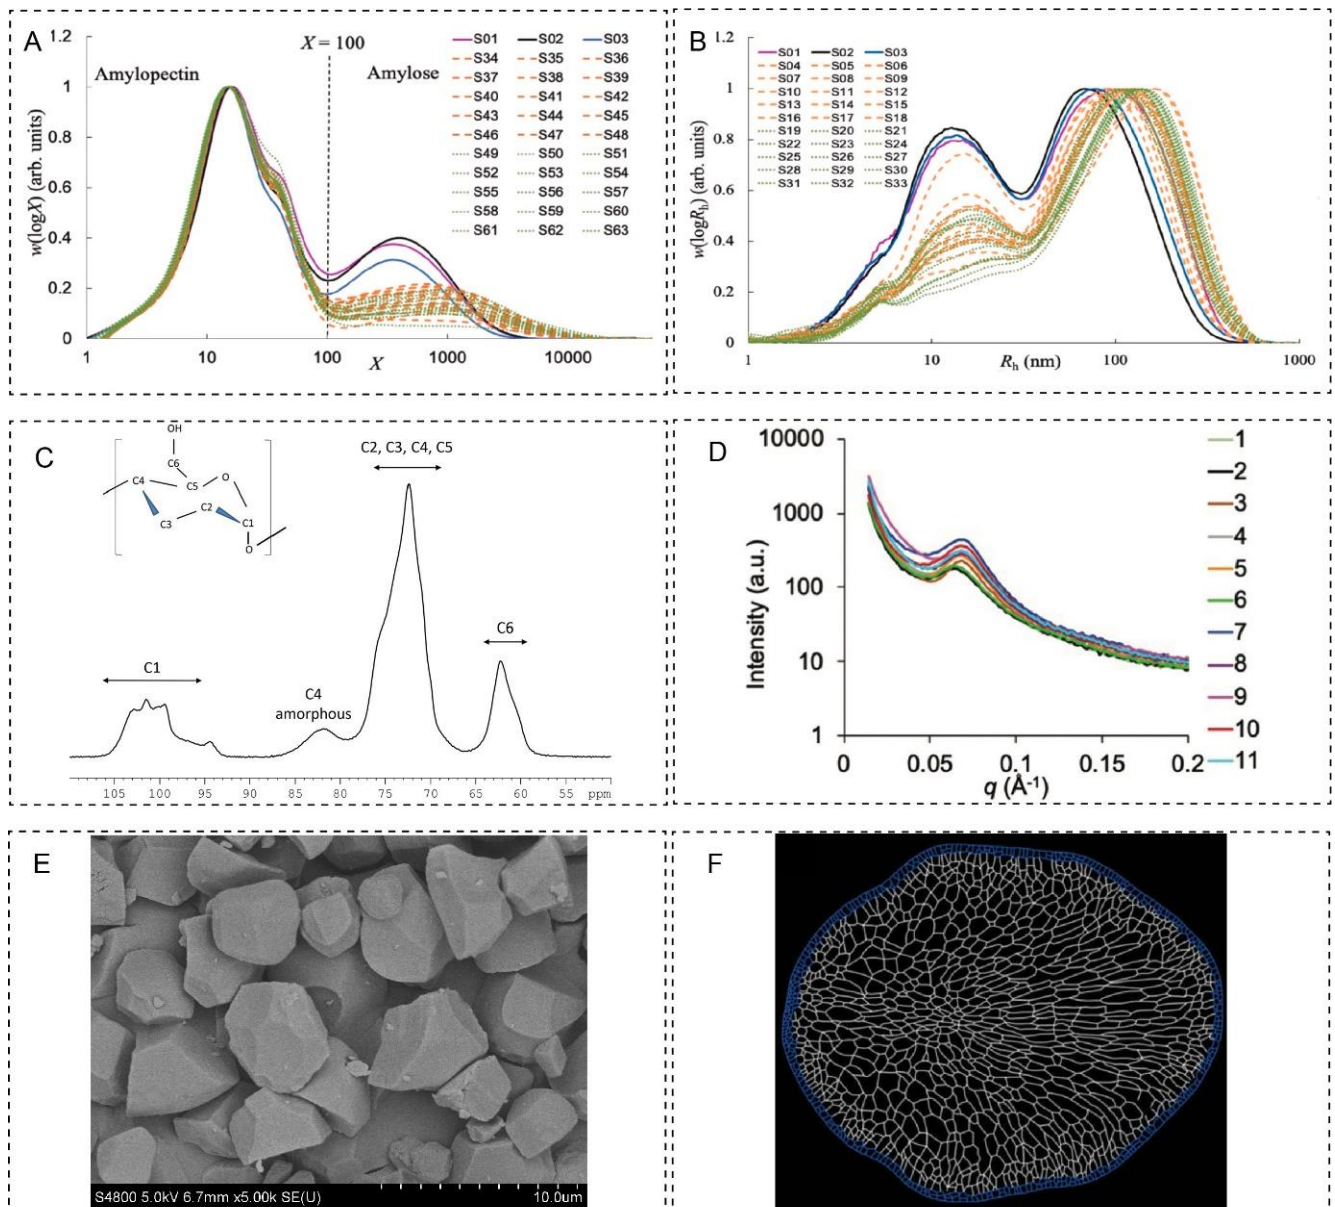 A
1.2
1
0.8
0.6
0.4
0.2
0
w(logX) (arb. units)
Amylopectin
X = 100
Amylose
S01 S02 S03
S34 S35 S36
S37 S38 S39
S40 S41 S42
S43 S44 S45
S46 S47 S48
S49 S50 S51
S52 S53 S54
S55 S56 S57
S58 S59 S60
S61 S62 S63
1 10 100 1000 10000
X
B
1.2
1
0.8
0.6
0.4
0.2
0
w(logRh) (arb. units)
S01 S02 S03
S04 S05 S06
S07 S08 S09
S10 S11 S12
S13 S14 S15
S16 S17 S18
S19 S20 S21
S22 S23 S24
S25 S26 S27
S28 S29 S30
S31 S32 S33
1 10 100 1000
Rh (nm)
C
OH
C6
C4 C5 O
C3 C2 C1
O
C2, C3, C4, C5
C1
C4
amorphous
C6
105 100 95 90 85 80 75 70 65 60 55 ppm
D
10000
1000
100
10
1
Intensity (a.u.)
0 0.05 0.1 0.15 0.2
q (Å-1)
1
2
3
4
5
6
7
8
9
10
11
E
S4800 5.0kV 6.7mm x5.00k SE(U) 10.0um
F